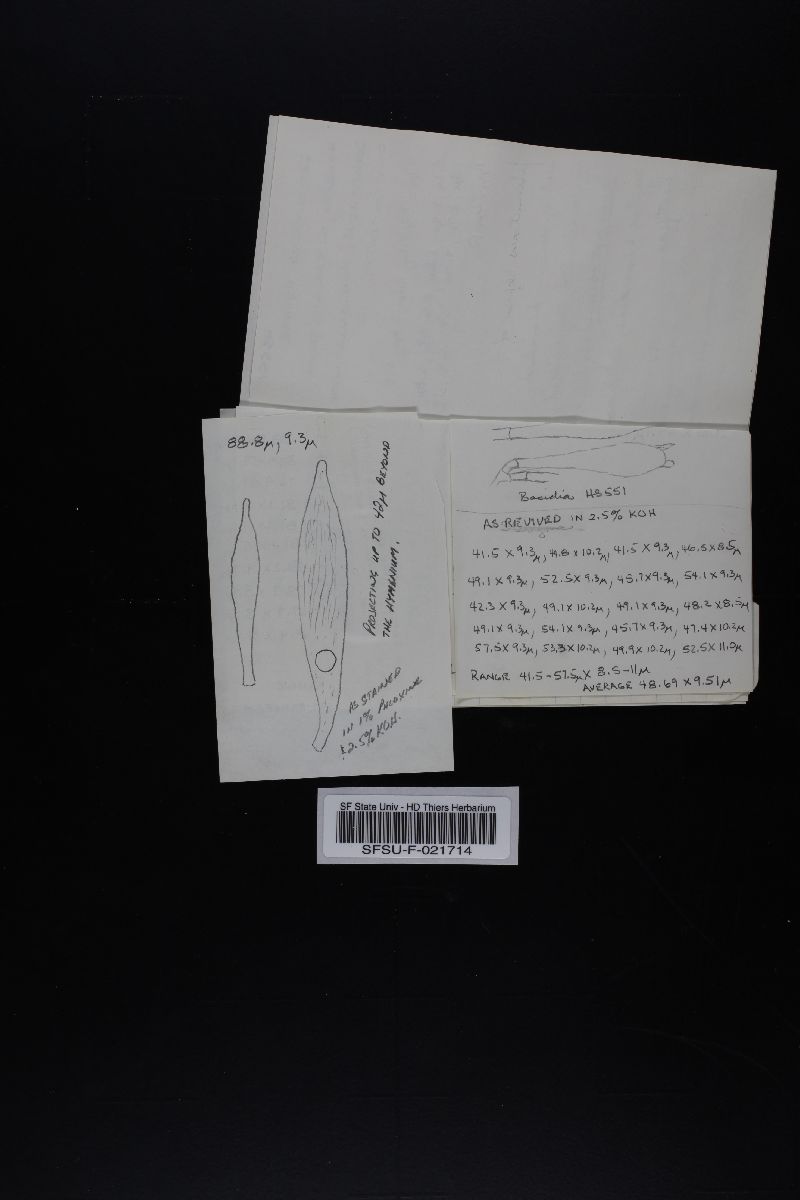 88.8μ, 9.3μ
PROJECTING UP TO 42μ BEYOND
THE HYMENIUM.
AS STAINED
IN 1% PHLOXINE
2.5% KOH.
Basidia H3551
AS REVIVED IN 2.5% KOH
41.5 X 9.3μ, 49.8 X 10.2μ, 41.5 X 9.3μ, 46.5 X 8.5μ
49.1 X 9.3μ, 52.5 X 9.3μ, 45.7 X 9.3μ, 54.1 X 9.3μ
42.3 X 9.3μ, 49.1 X 10.2μ, 49.1 X 9.3μ, 48.2 X 8.5μ
49.1 X 9.3μ, 54.1 X 9.3μ, 45.7 X 9.3μ, 47.4 X 10.2μ
57.5 X 9.3μ, 53.3 X 10.2μ, 49.9 X 10.2μ, 52.5 X 11.0μ
RANGE 41.5-57.5μ X 8.5-11μ
AVERAGE 48.69 X 9.51μ
SF State Univ - HD Thiers Herbarium
SFSU-F-021714